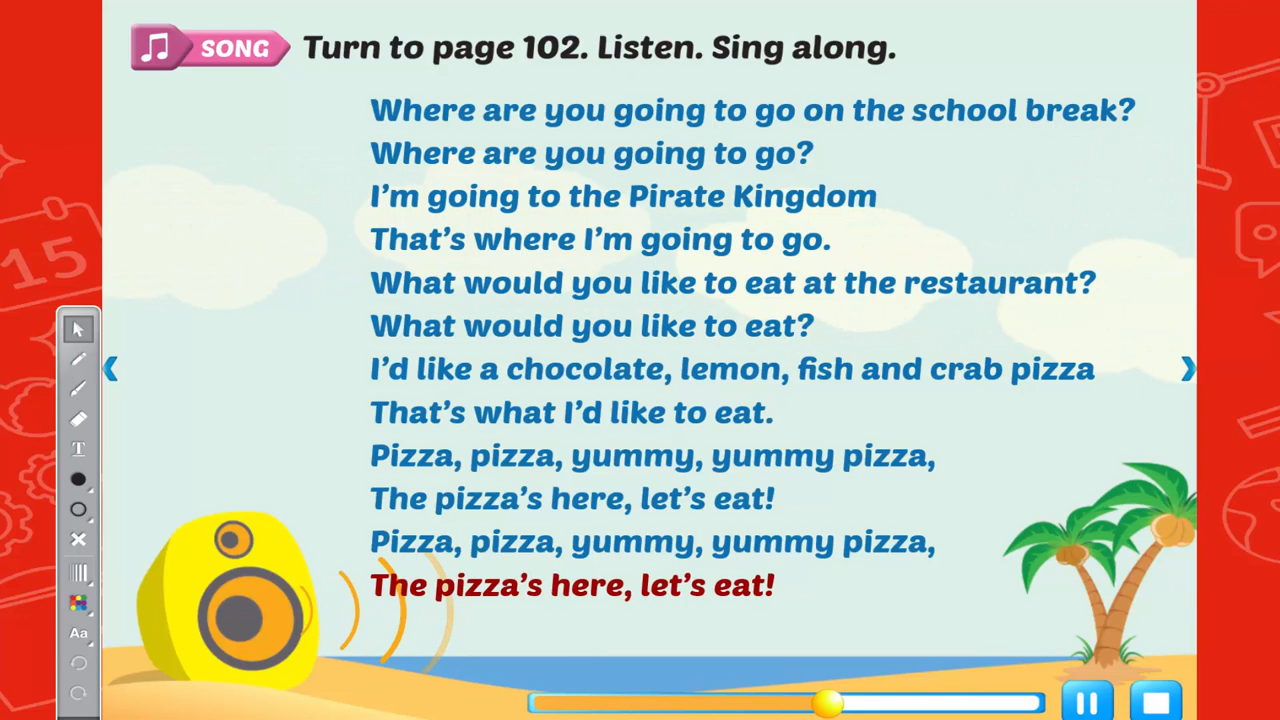 SONG Turn to page 102. Listen. Sing along.
Where are you going to go on the school break?
Where are you going to go?
I'm going to the Pirate Kingdom
That's where I'm going to go.
What would you like to eat at the restaurant?
What would you like to eat?
I'd like a chocolate, lemon, fish and crab pizza
That's what I'd like to eat.
Pizza, pizza, yummy, yummy pizza,
The pizza's here, let's eat!
Pizza, pizza, yummy, yummy pizza,
The pizza's here, let's eat!
15
T
Aa